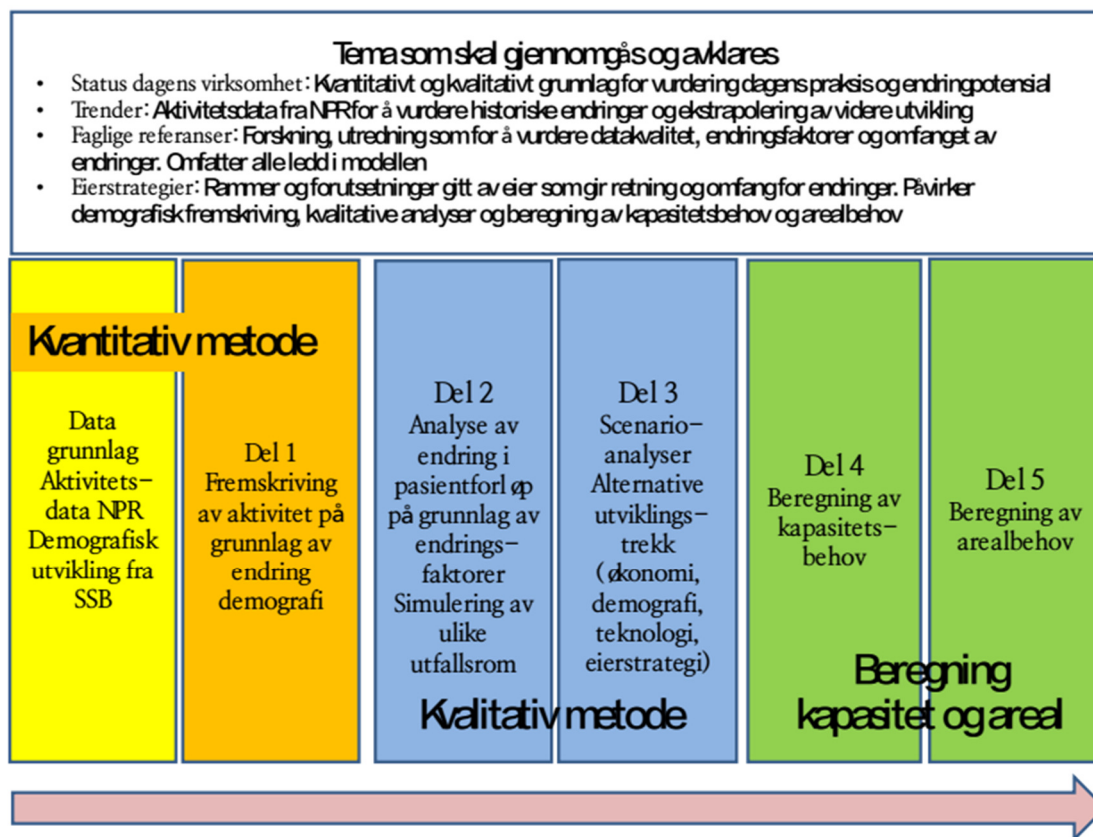 Tema som skal gjennomgås og avklares
• Status dagens virksomhet: Kvantitativt og kvalitativt grunnlag for vurdering dagens praksis og endringpotensial
• Trender: Aktivitetsdata fra NPR for å vurdere historiske endringer og ekstrapolering av videre utvikling
• Faglige referanser: Forskning, utredning som for å vurdere datakvalitet, endringsfaktorer og omfanget av
endringer. Omfatter alle ledd i modellen
• Eierstrategier: Rammer og forutsetninger gitt av eier som gir retning og omfang for endringer. Påvirker
demografisk fremskriving, kvalitative analyser og beregning av kapasitetsbehov og arealbehov
Kvantitativ metode
Data
grunnlag
Aktivitets-
data NPR
Demografisk
utvikling fra
SSB
Del 1
Fremskriving
av aktivitet på
grunnlag av
endring
demografi
Del 2
Analyse av
endring i
pasientforløp
på grunnlag av
endrings-
faktorer
Simulering av
ulike
utfallsrom
Del 3
Scenario-
analyser
Alternative
utviklings-
trekk
(økonomi,
demografi,
teknologi,
eierstrategi)
Kvalitativ metode
Del 4
Beregning av
kapasitets-
behov
Del 5
Beregning av
arealbehov
Beregning
kapasitet og areal